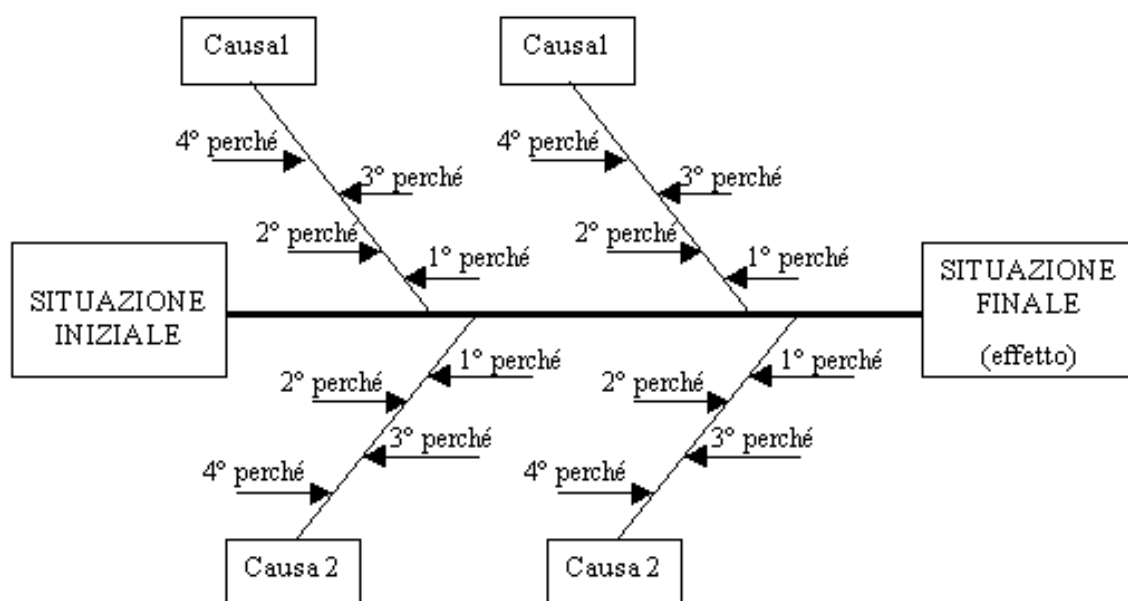 Causa1
Causa1
4° perché
4° perché
3° perché
3° perché
2° perché
2° perché
1° perché
1° perché
SITUAZIONE
INIZIALE
SITUAZIONE
FINALE
(effetto)
1° perché
1° perché
2° perché
2° perché
3° perché
3° perché
4° perché
4° perché
Causa 2
Causa 2